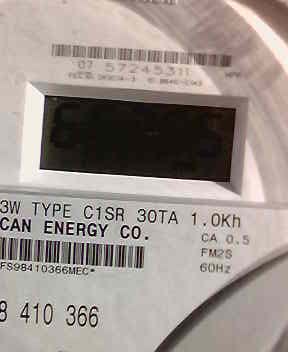 07 57245311
3W TYPE C1SR 30TA 1.0Kh
CAN ENERGY CO.
CA 0.5
FM2S
60Hz
FS98410366MEC*
8 410 366